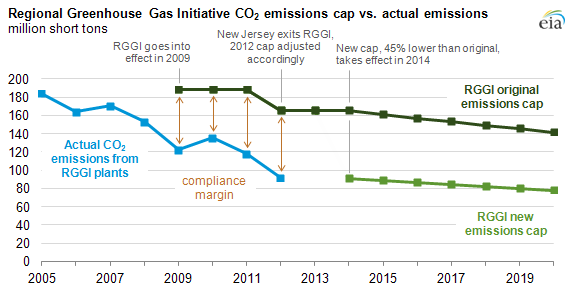 Regional Greenhouse Gas Initiative CO2 emissions cap vs. actual emissions
million short tons
eia
RGGI goes into
effect in 2009
New Jersey exits RGGI,
2012 cap adjusted
accordingly
New cap, 45% lower than original,
takes effect in 2014
200
180
160
140
120
100
80
60
40
20
0
RGGI original
emissions cap
Actual CO2
emissions from
RGGI plants
compliance
margin
RGGI new
emissions cap
2005 2007 2009 2011 2013 2015 2017 2019